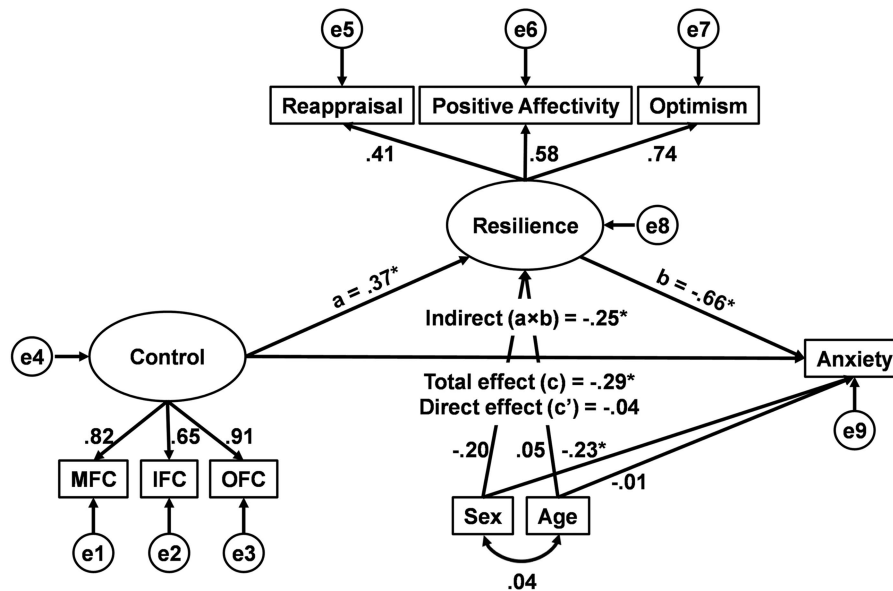 e5
e6
e7
Reappraisal
Positive Affectivity
Optimism
.41
.58
.74
Resilience
e8
a = .37*
b = -.66*
Indirect (a×b) = -.25*
e4
Control
Anxiety
Total effect (c) = -.29*
Direct effect (c’) = -.04
e9
.82
.65
.91
-.20
.05
-.23*
-.01
MFC
IFC
OFC
Sex
Age
e1
e2
e3
.04